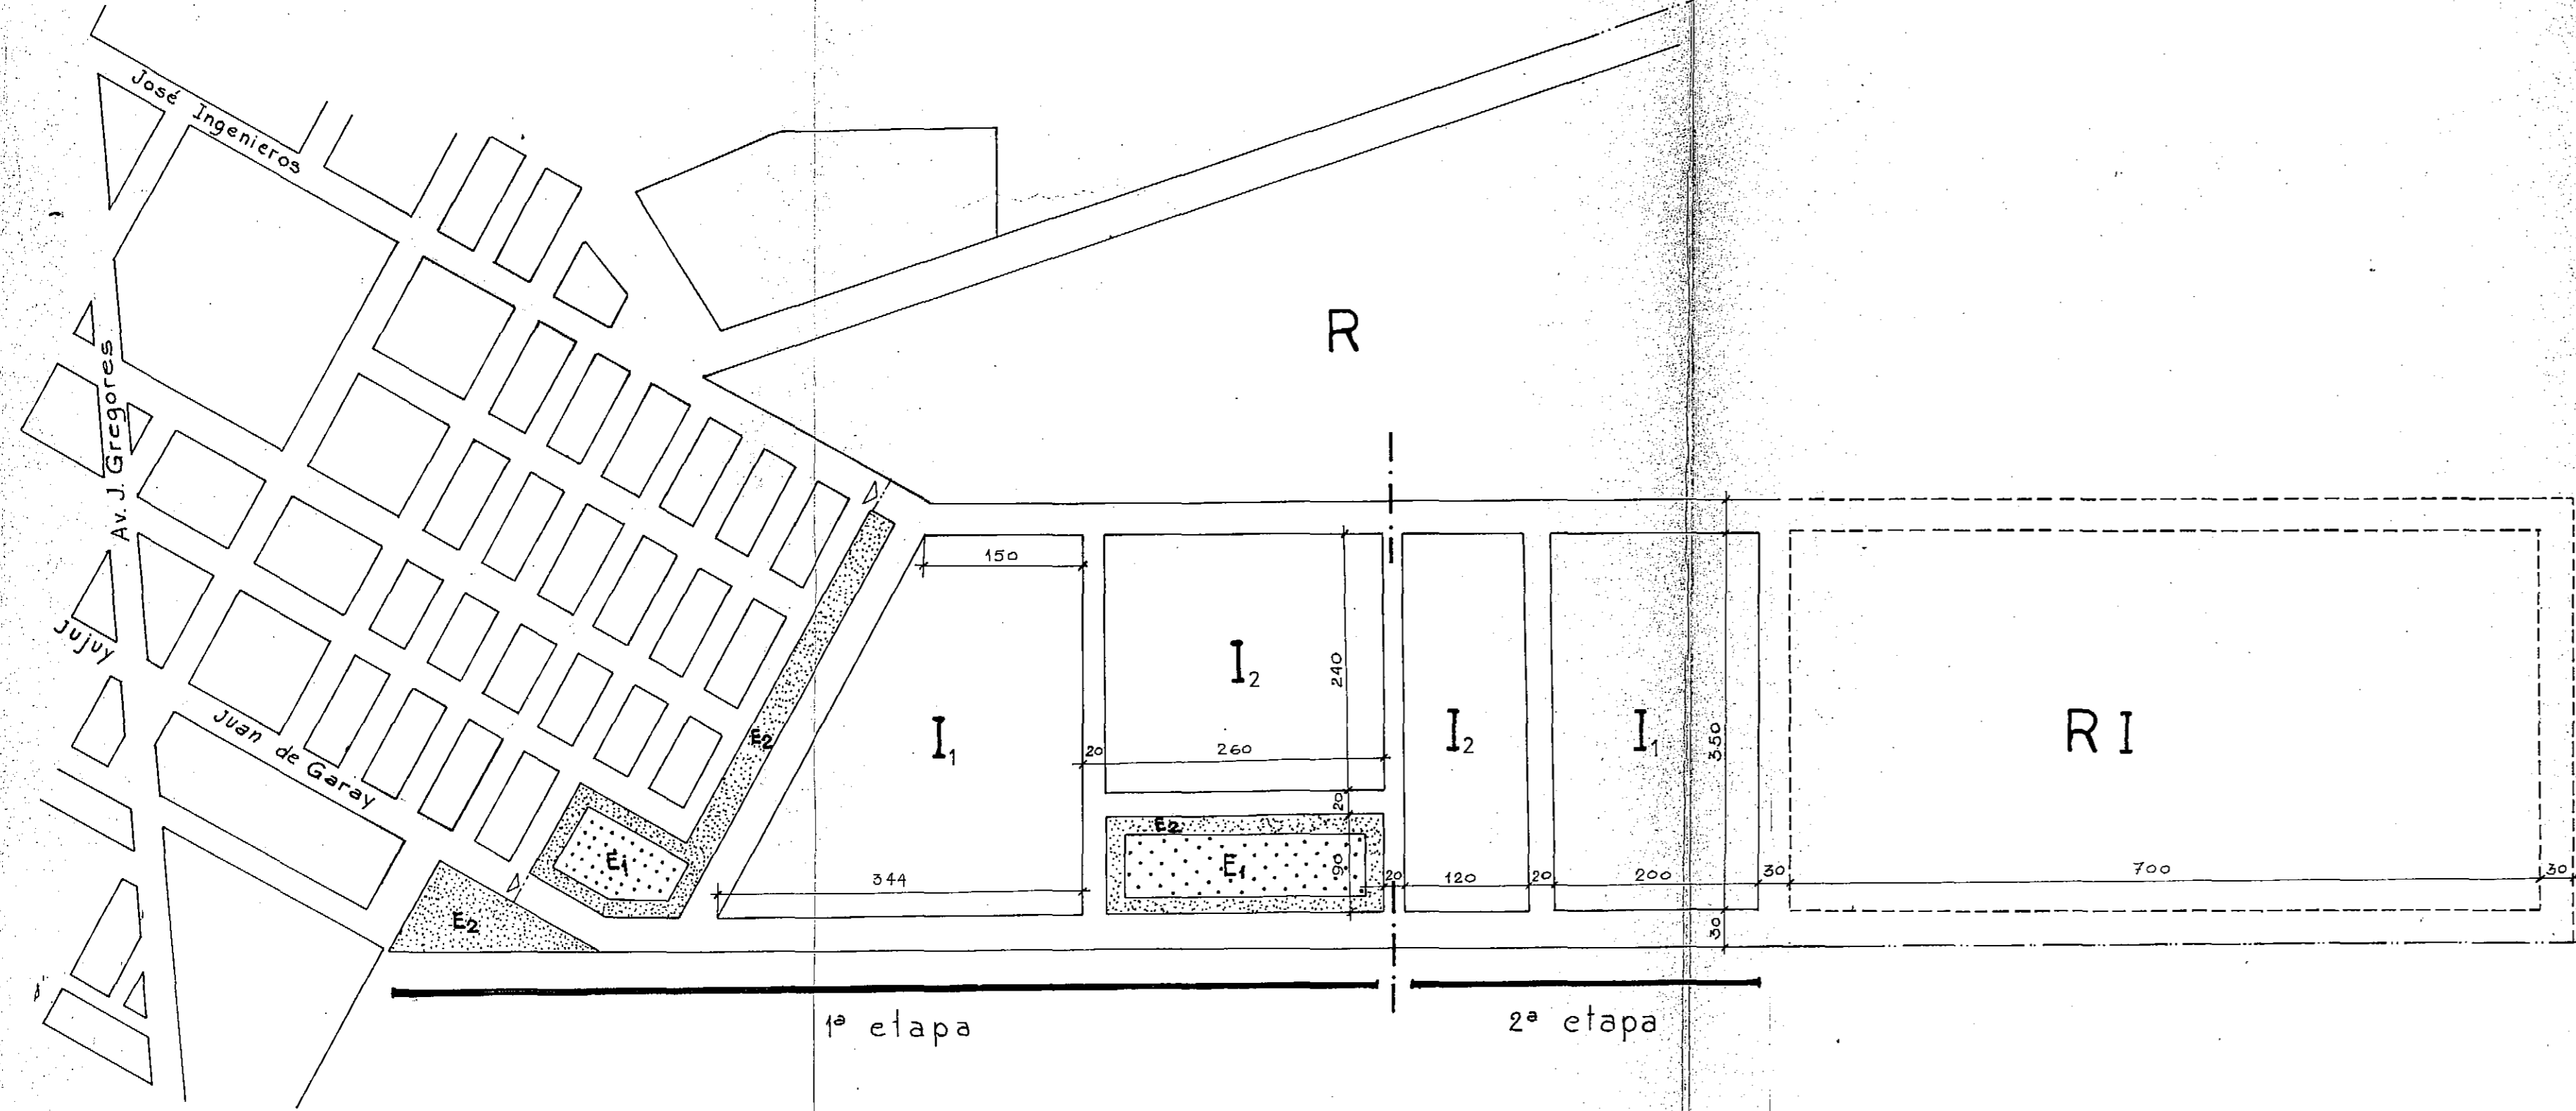 José Ingenieros
Av. J. Gregores
Jujuy
Juan de Garay
R
150
I₁
I₂
240
20
260
20
I₂
I₁
350
R I
E2
E1
E2
E2
E1
90
344
20
120
20
200
30
700
30
30
1ª etapa
2ª etapa